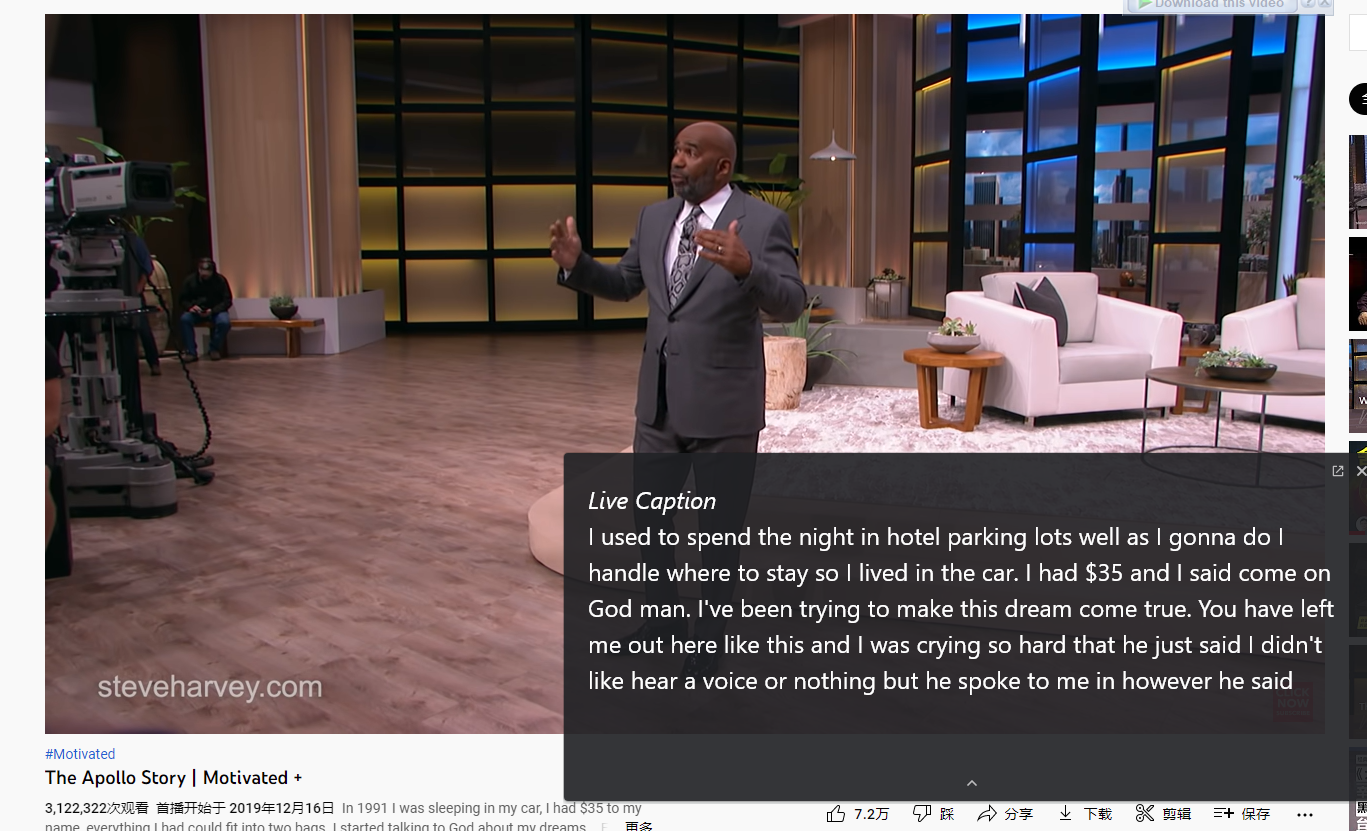 Download this video
Live Caption
I used to spend the night in hotel parking lots well as I gonna do I
handle where to stay so I lived in the car. I had $35 and I said come on
God man. I've been trying to make this dream come true. You have left
me out here like this and I was crying so hard that he just said I didn't
like hear a voice or nothing but he spoke to me in however he said
steveharvey.com
#Motivated
The Apollo Story | Motivated +
3,122,322次观看 首播开始于 2019年12月16日 In 1991 I was sleeping in my car, I had $35 to my
name, everything I had could fit into two bags. I started talking to God about my dreams. 更多
7.2万 踩 分享 下载 剪辑 保存